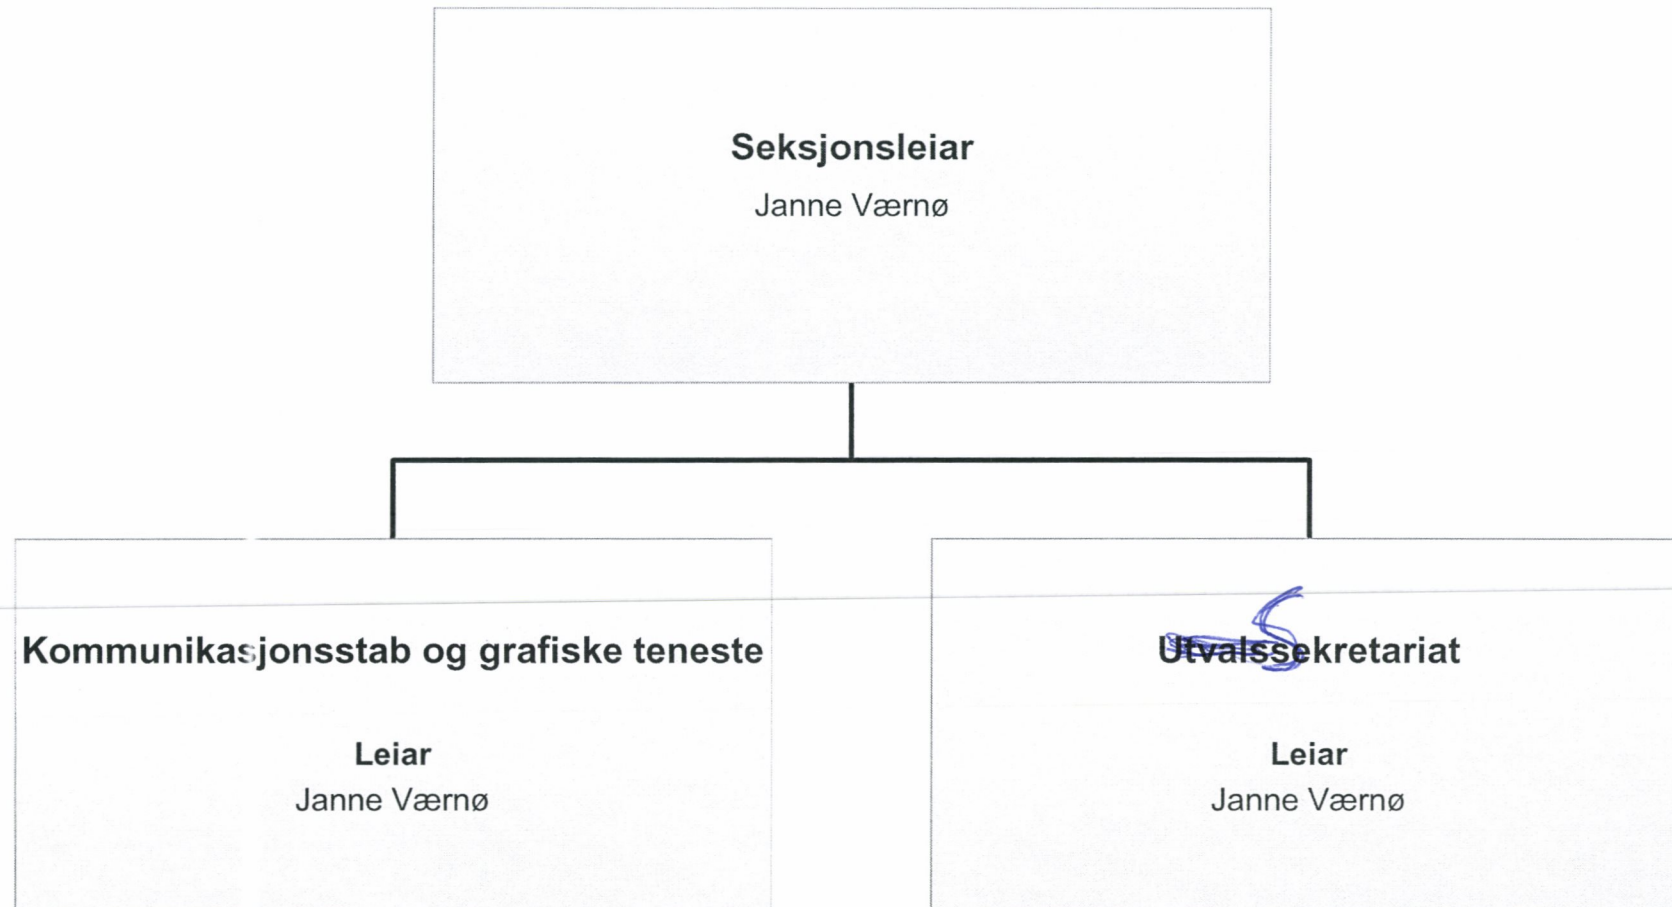 Seksjonsleiar
Janne Værnø
Kommunikasjonsstab og grafiske teneste
Leiar
Janne Værnø
Utvalssekretariat
S
Leiar
Janne Værnø